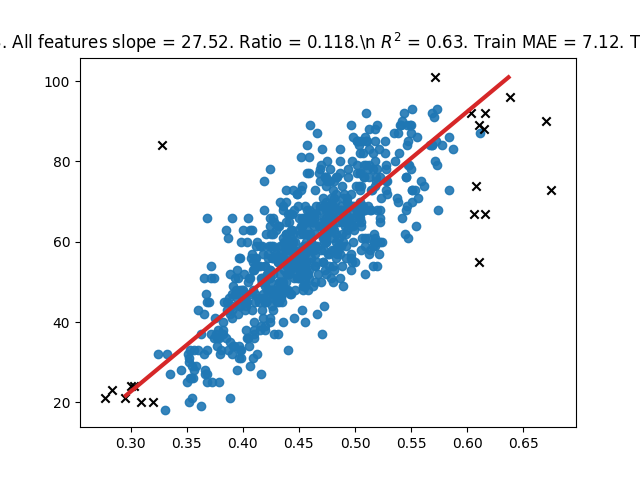 . All features slope = 27.52. Ratio = 0.118.\n R² = 0.63. Train MAE = 7.12. T
100
80
60
40
20
0.30 0.35 0.40 0.45 0.50 0.55 0.60 0.65